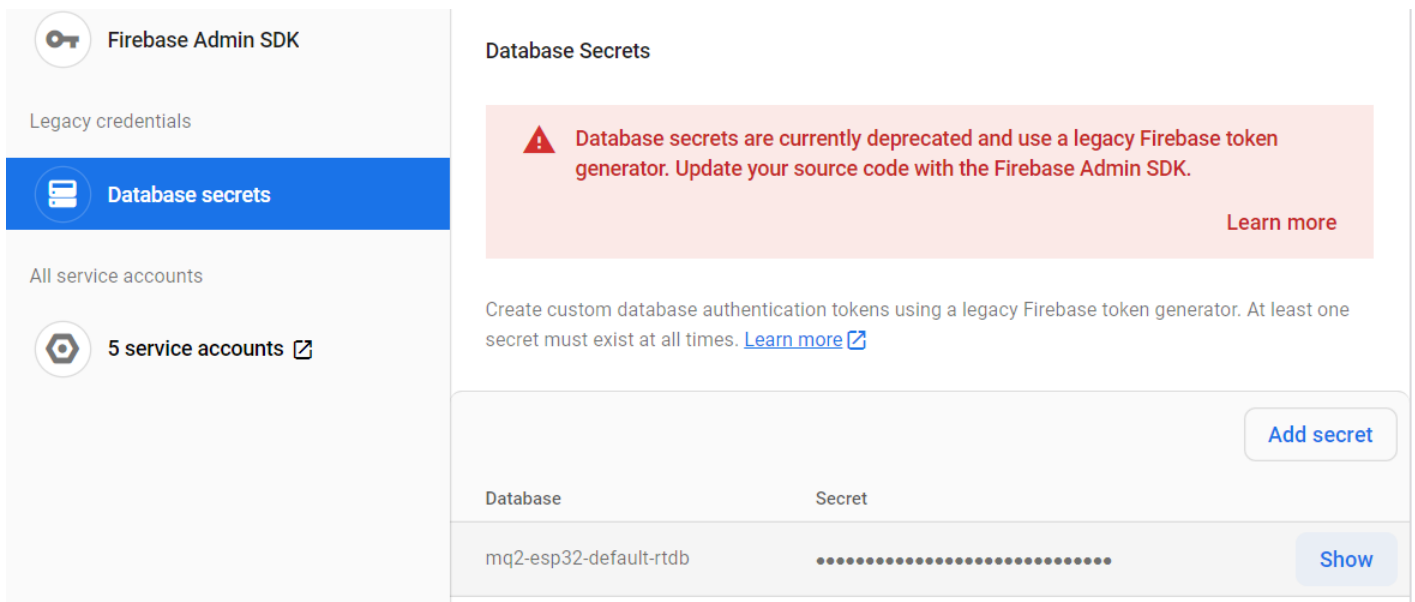 Firebase Admin SDK
Legacy credentials
Database secrets
All service accounts
5 service accounts
Database Secrets
Database secrets are currently deprecated and use a legacy Firebase token
generator. Update your source code with the Firebase Admin SDK.
Learn more
Create custom database authentication tokens using a legacy Firebase token generator. At least one
secret must exist at all times. Learn more
Add secret
Database Secret
mq2-esp32-default-rtdb •••••••••••••••••••••••••••••• Show